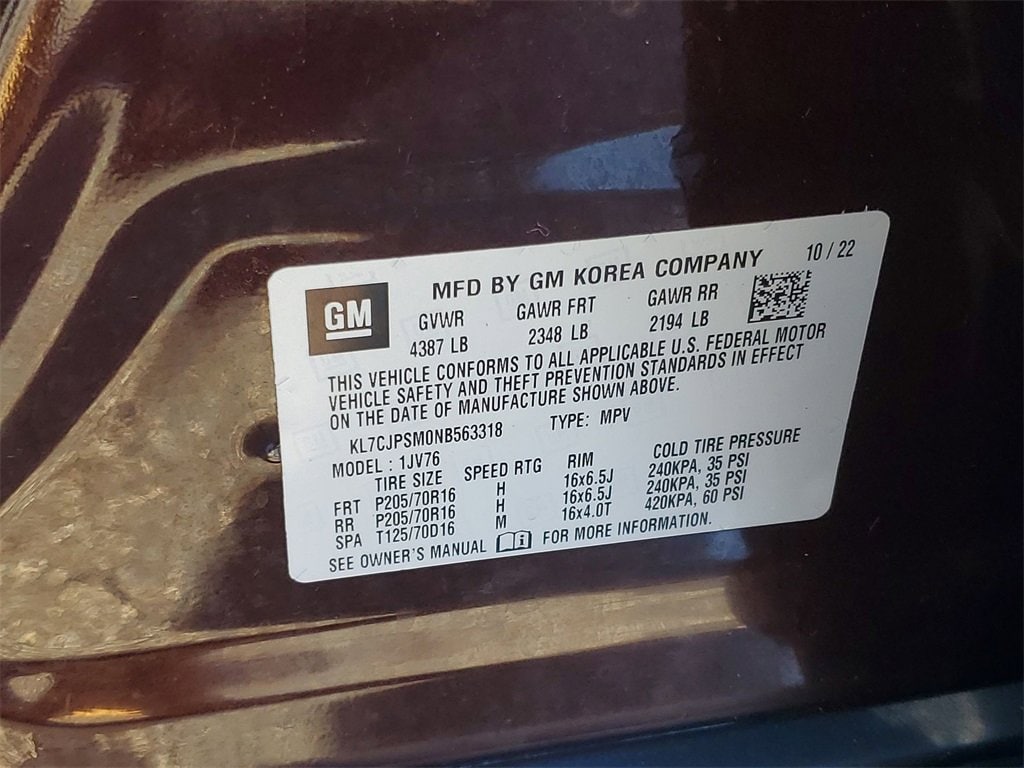 GM
MFD BY GM KOREA COMPANY 10 / 22
GVWR GAWR FRT GAWR RR
4387 LB 2348 LB 2194 LB
THIS VEHICLE CONFORMS TO ALL APPLICABLE U.S. FEDERAL MOTOR
VEHICLE SAFETY AND THEFT PREVENTION STANDARDS IN EFFECT
ON THE DATE OF MANUFACTURE SHOWN ABOVE.
KL7CJPSM0NB563318 TYPE: MPV
MODEL : 1JV76
TIRE SIZE SPEED RTG RIM COLD TIRE PRESSURE
FRT P205/70R16 H 16x6.5J 240KPA, 35 PSI
RR P205/70R16 H 16x6.5J 240KPA, 35 PSI
SPA T125/70D16 M 16x4.0T 420KPA, 60 PSI
SEE OWNER'S MANUAL i FOR MORE INFORMATION.